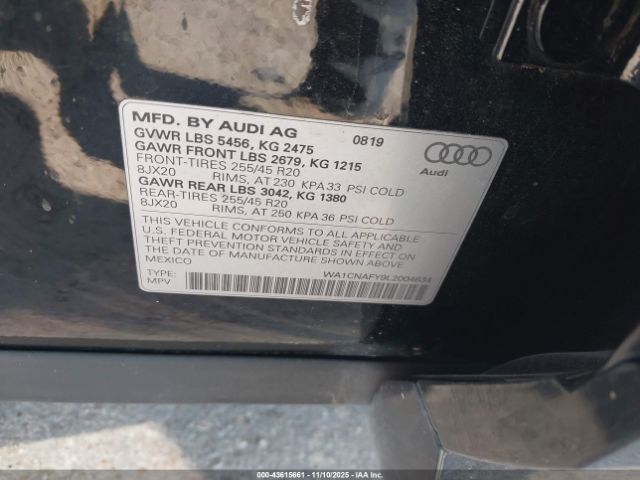 MFD. BY AUDI AG 0819
GVWR LBS 5456, KG 2475
GAWR FRONT LBS 2679, KG 1215
FRONT-TIRES 255/45 R20
8JX20 RIMS, AT 230 KPA 33 PSI COLD
GAWR REAR LBS 3042, KG 1380
REAR-TIRES 255/45 R20
8JX20 RIMS, AT 250 KPA 36 PSI COLD
THIS VEHICLE CONFORMS TO ALL APPLICABLE
U.S. FEDERAL MOTOR VEHICLE SAFETY AND
THEFT PREVENTION STANDARDS IN EFFECT ON
THE DATE OF MANUFACTURE SHOWN ABOVE.
MEXICO
TYPE: WA1CNAFY9L2004634
MPV
Audi
000-43615661 - 11/10/2025 - IAAI.COM